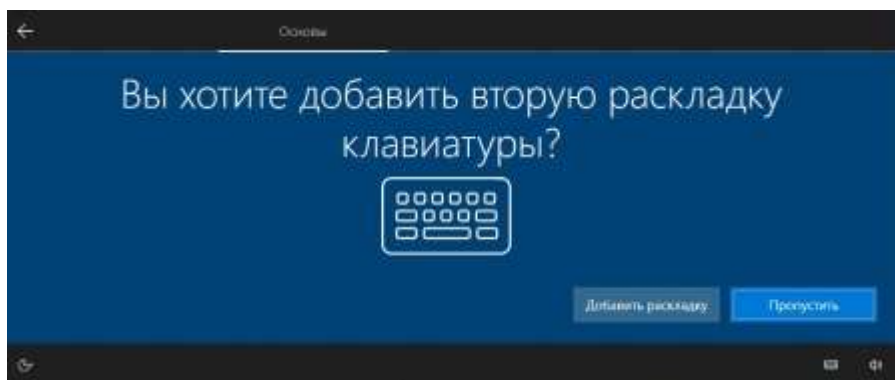 Основы
Вы хотите добавить вторую раскладку
клавиатуры?
Добавить раскладку
Пропустить